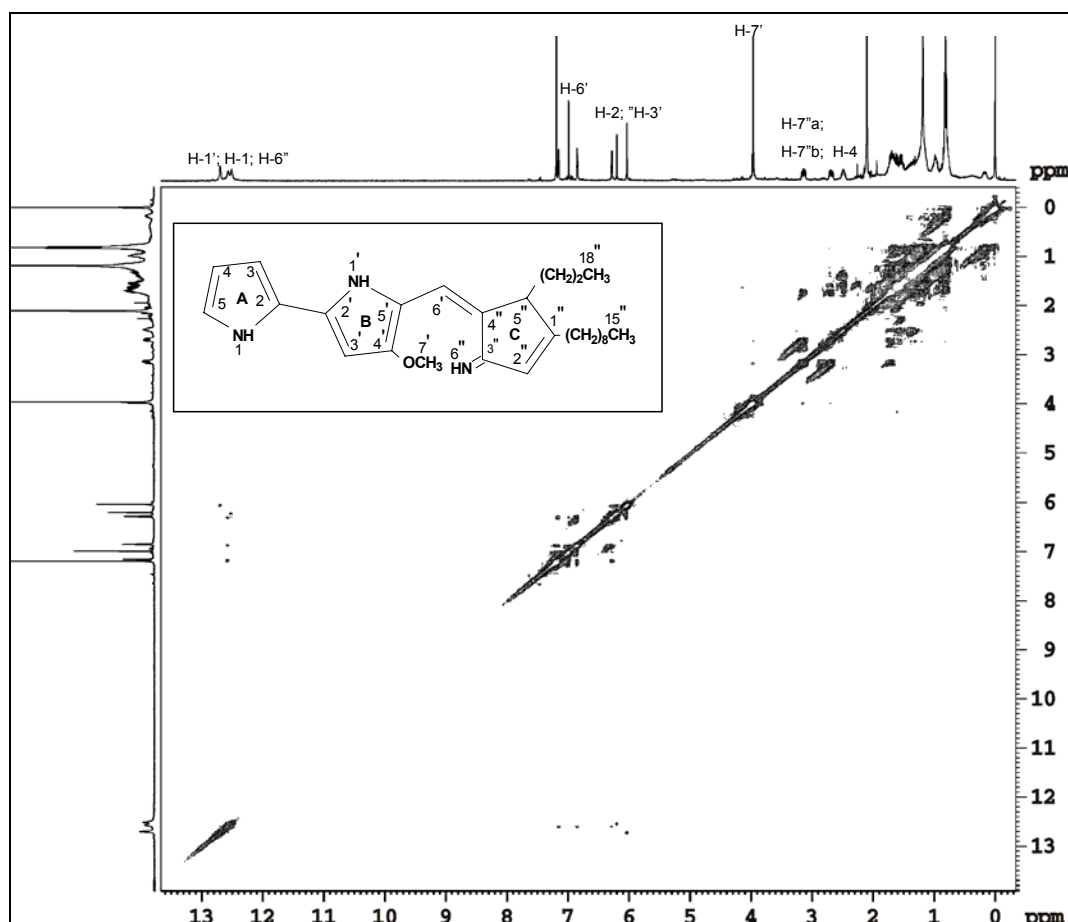 H-7'
H-6'
H-2; "H-3'
H-7"a;
H-1'; H-1; H-6"
H-7"b; H-4
ppm
0
1
2
3
4
5
6
7
8
9
10
11
12
13
18"
(CH2)2CH3
1'
NH
4 3
A
5 2
NH
1
2' 5'
B
3' 4'
6'
7'
OCH3
5"
4" C 1"
15"
(CH2)8CH3
6" 3"
2"
HN
13 12 11 10 9 8 7 6 5 4 3 2 1 ppm